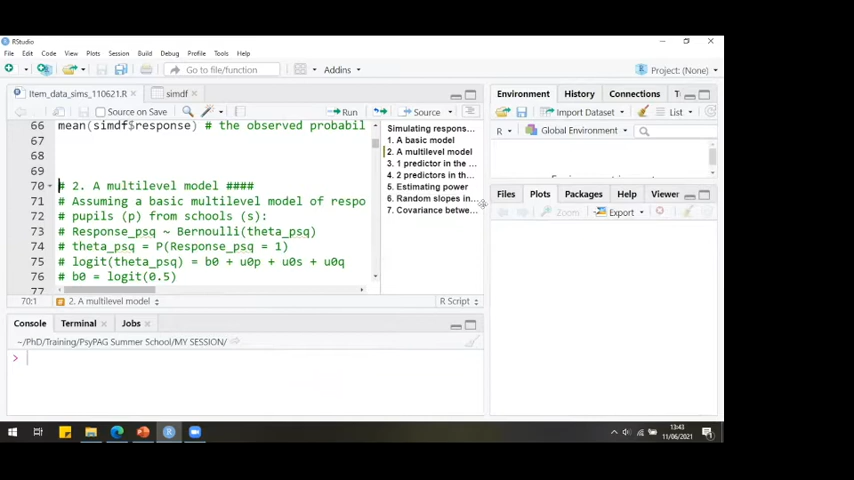 RStudio
File Edit Code View Plots Session Build Debug Profile Tools Help
Go to file/function
Addins
Project: (None)
Item_data_sims_110621.R
simdf
Source on Save
Run
Source
66 mean(simdf$response) # the observed probabil
67
68
69
70 # 2. A multilevel model ####
71 # Assuming a basic multilevel model of respo
72 # pupils (p) from schools (s):
73 # Response_psq ~ Bernoulli(theta_psq)
74 # theta_psq = P(Response_psq = 1)
75 # logit(theta_psq) = b0 + u0p + u0s + u0q
76 # b0 = logit(0.5)
77
Simulating respons...
1. A basic model
2. A multilevel model
3. 1 predictor in the ...
4. 2 predictors in th...
5. Estimating power
6. Random slopes in...
7. Covariance betwe...
70:1
2. A multilevel model
R Script
Console
Terminal
Jobs
~/PhD/Training/PsyPAG Summer School/MY SESSION/
>
Environment
History
Connections
Import Dataset
List
R
Global Environment
Files
Plots
Packages
Help
Viewer
Zoom
Export
13:43
11/06/2021